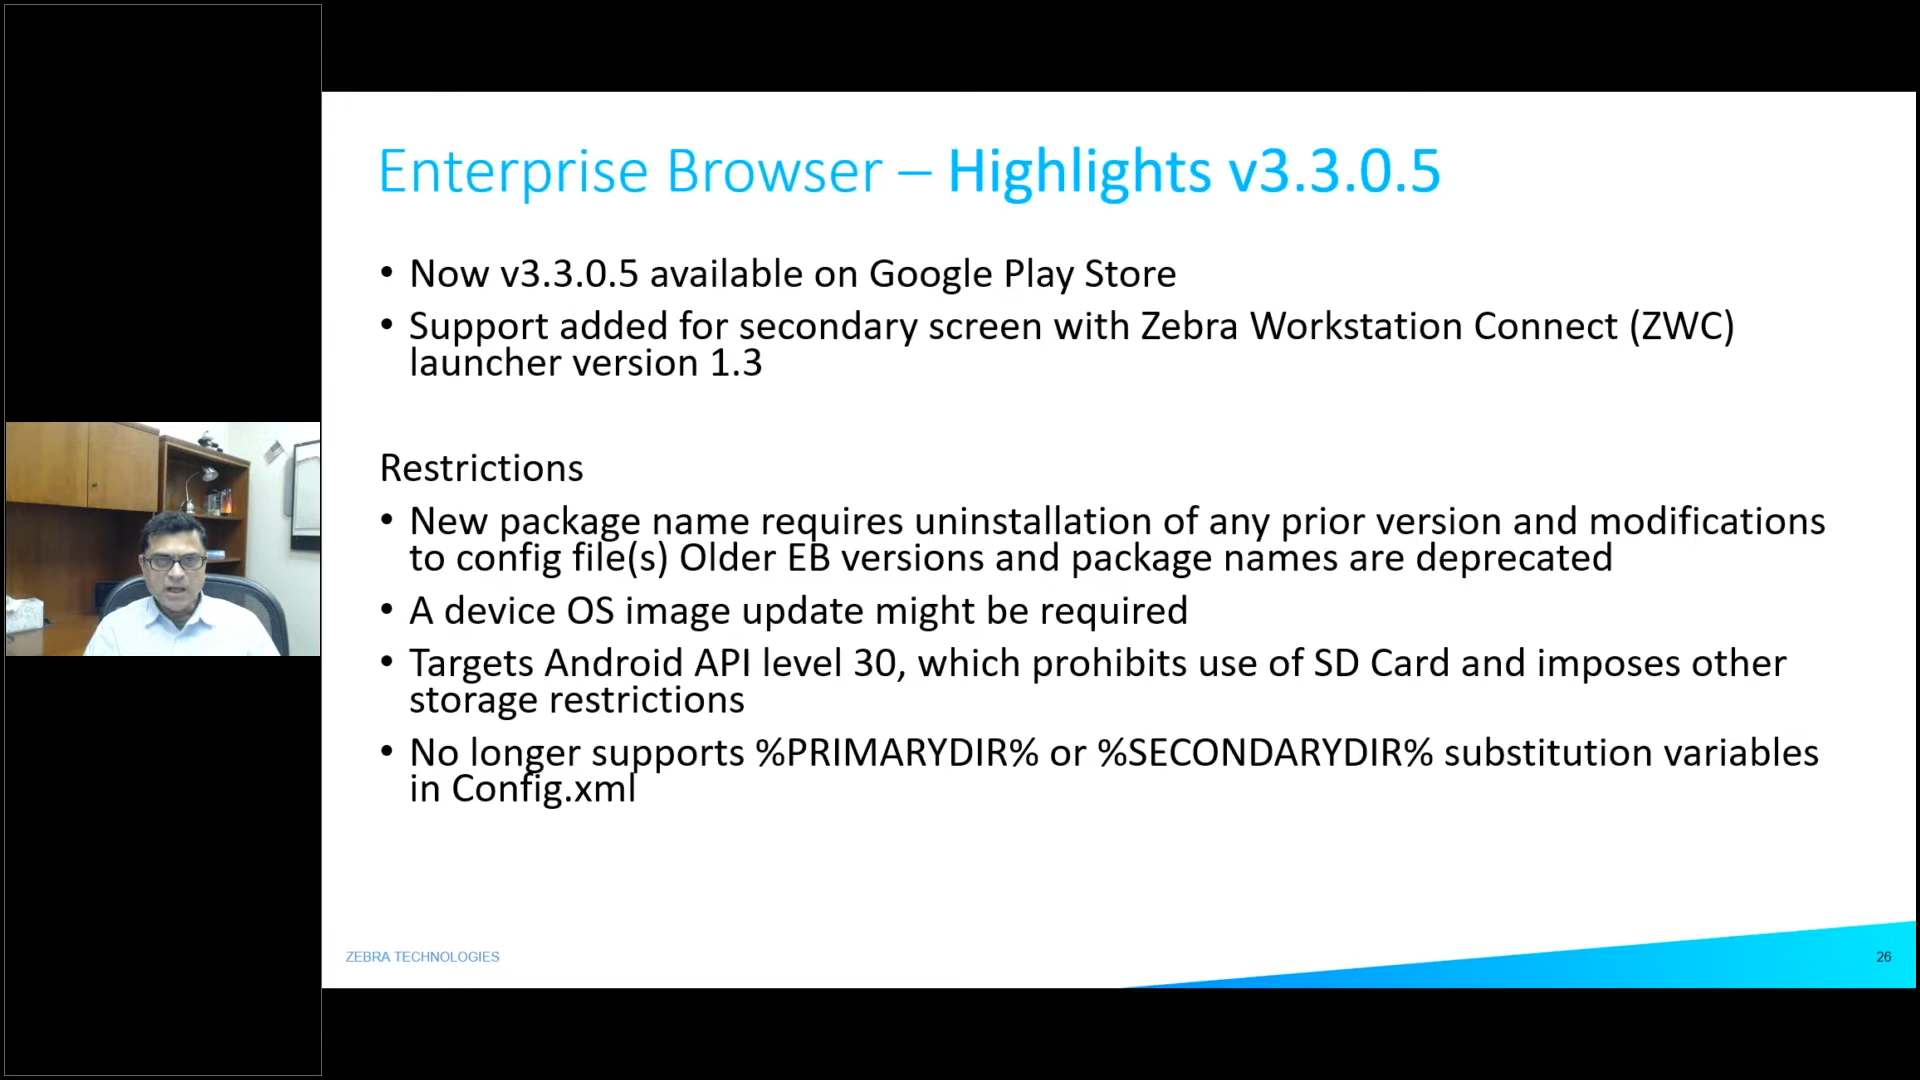 Enterprise Browser – Highlights v3.3.0.5
• Now v3.3.0.5 available on Google Play Store
• Support added for secondary screen with Zebra Workstation Connect (ZWC)
launcher version 1.3
Restrictions
• New package name requires uninstallation of any prior version and modifications
to config file(s) Older EB versions and package names are deprecated
• A device OS image update might be required
• Targets Android API level 30, which prohibits use of SD Card and imposes other
storage restrictions
• No longer supports %PRIMARYDIR% or %SECONDARYDIR% substitution variables
in Config.xml
ZEBRA TECHNOLOGIES
26